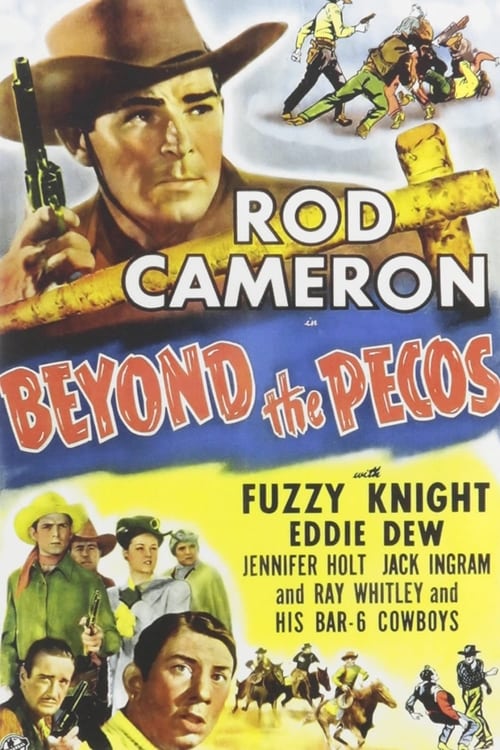 ROD
CAMERON
in
BEYOND the PECOS
with
FUZZY KNIGHT
EDDIE DEW
JENNIFER HOLT JACK INGRAM
and RAY WHITLEY and
HIS BAR-6 COWBOYS